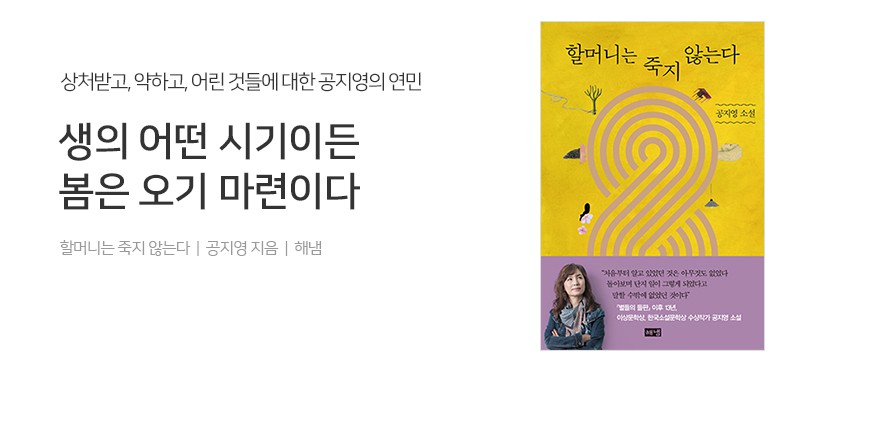 상처받고, 약하고, 어린 것들에 대한 공지영의 연민
생의 어떤 시기이든
봄은 오기 마련이다
할머니는 죽지 않는다 | 공지영 지음 | 해냄
할머니는 죽지 않는다
공지영 소설
"처음부터 알고 있었던 것은 아무것도 없었다
돌아보며 단지 일이 그렇게 되었다고
말할 수밖에 없었던 것이다"
『별들의 들판』 이후 13년,
이상문학상, 한국소설문학상 수상작가 공지영 소설
해냄